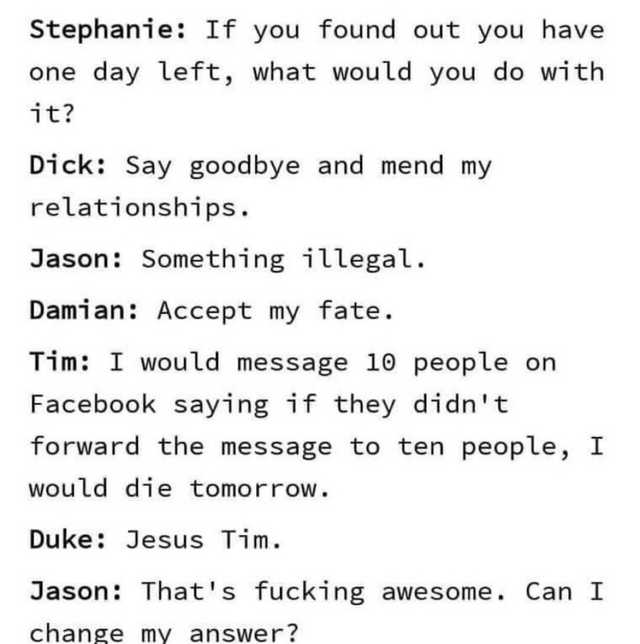 Stephanie: If you found out you have
one day left, what would you do with
it?
Dick: Say goodbye and mend my
relationships.
Jason: Something illegal.
Damian: Accept my fate.
Tim: I would message 10 people on
Facebook saying if they didn't
forward the message to ten people, I
would die tomorrow.
Duke: Jesus Tim.
Jason: That's fucking awesome. Can I
change my answer?